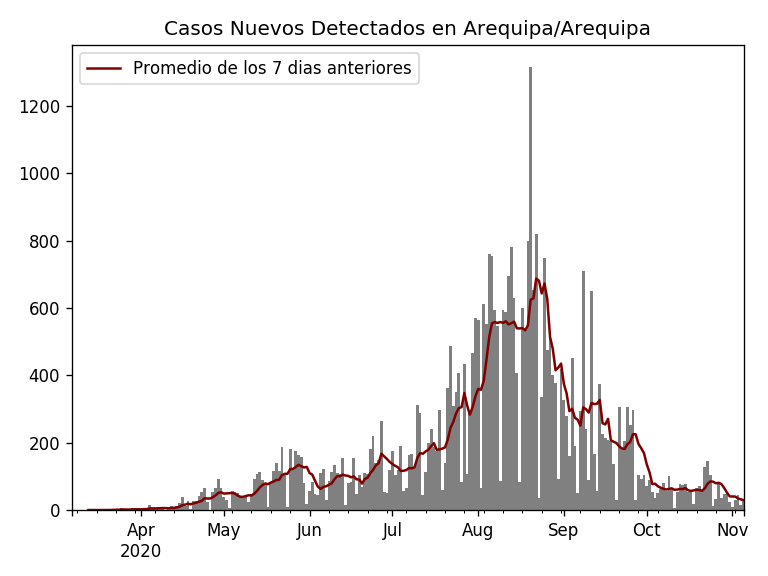 Casos Nuevos Detectados en Arequipa/Arequipa
Promedio de los 7 dias anteriores
1200
1000
800
600
400
200
0
Apr May Jun Jul Aug Sep Oct Nov
2020